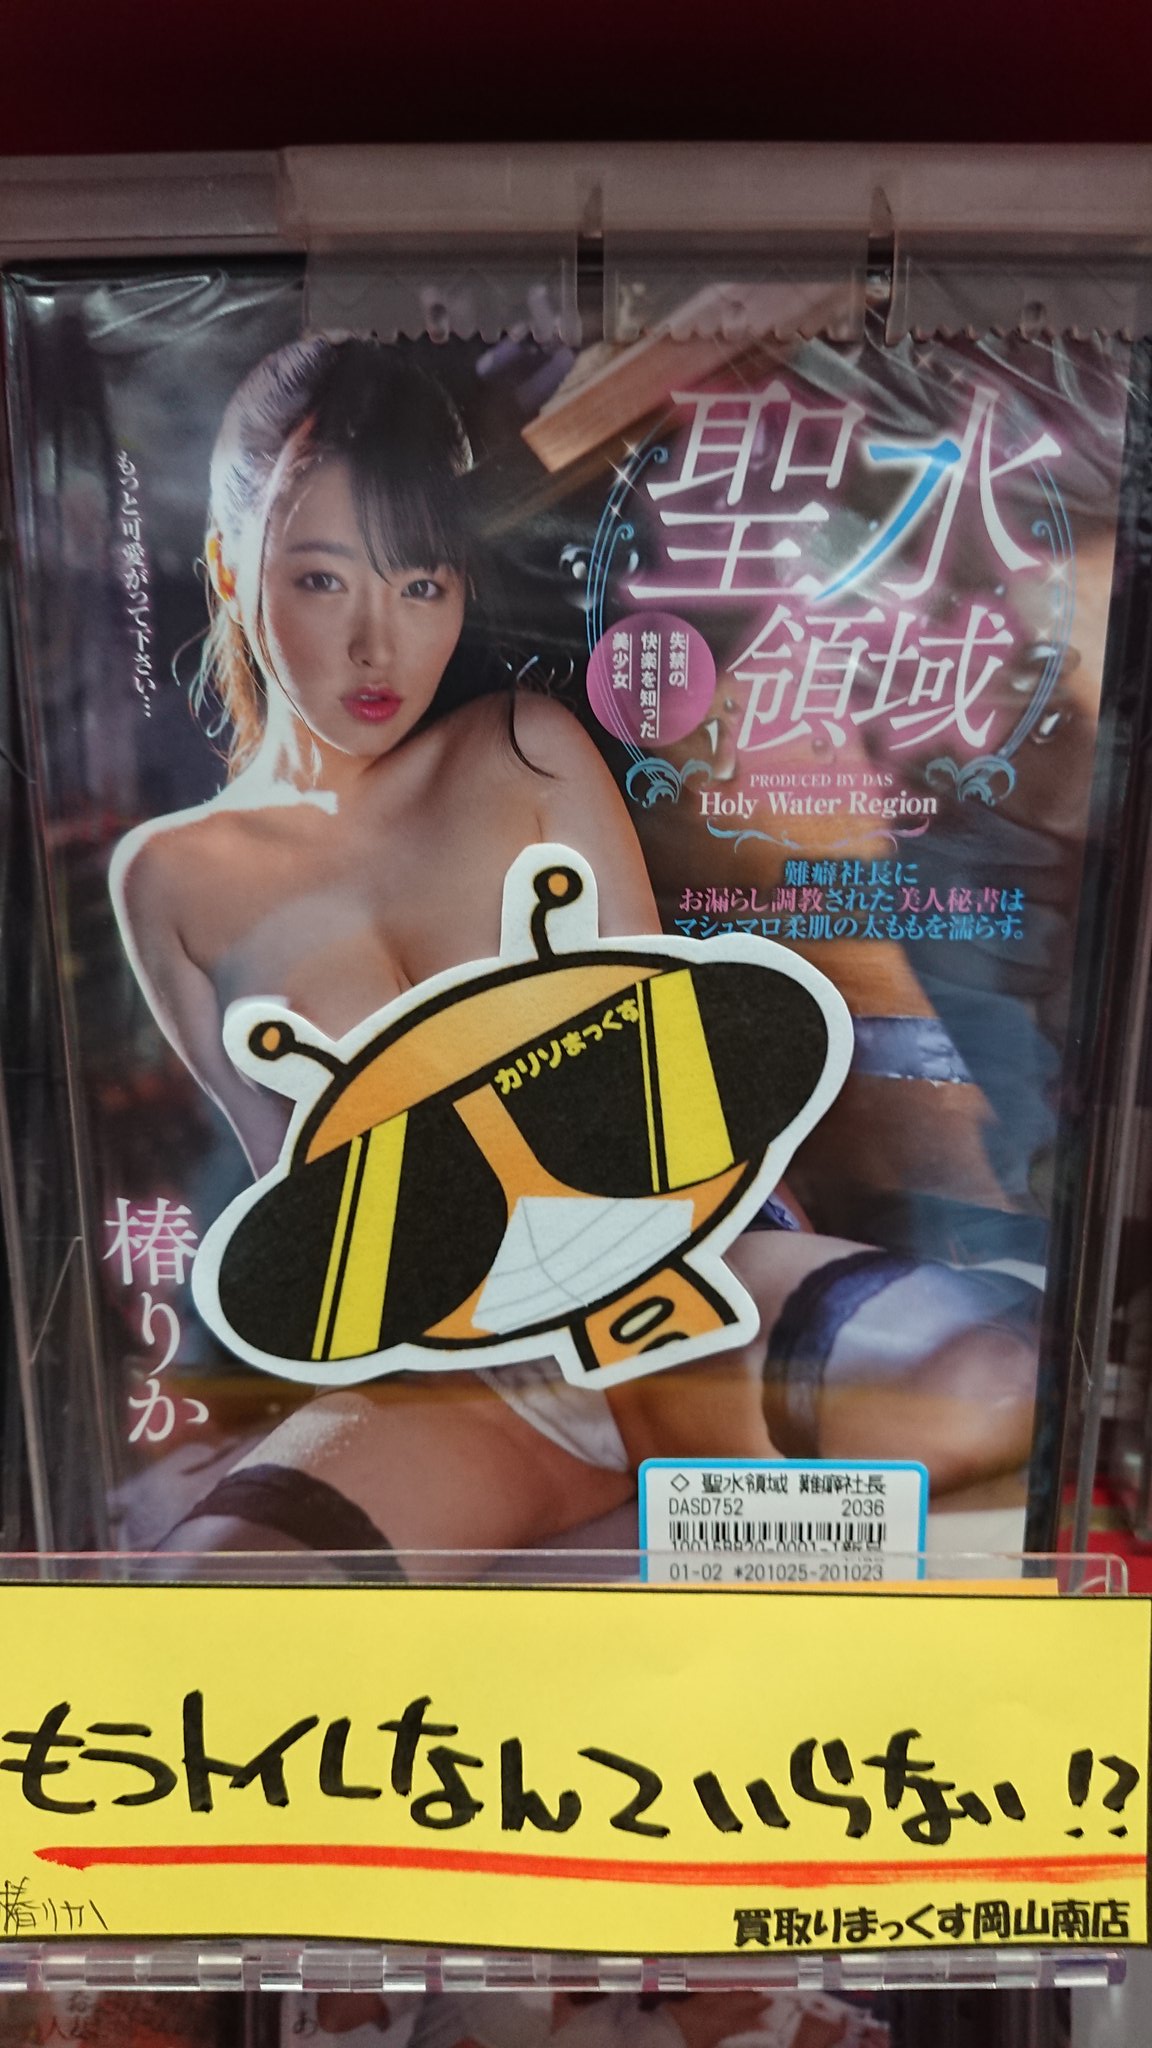 もっと可愛がって下さい…
聖水
領域
失禁の
快楽を知った
美少女
PRODUCED BY DAS
Holy Water Region
難癖社長に
お漏らし調教された美人秘書は
マシュマロ柔肌の太ももを濡らす。
カリソまっくす
椿りか
◇ 聖水領域 難癖社長
DASD752 2036
100158820-0001-1新品
01-02 *201025-201023
もうトイレなんていらない!?
椿りか
買取りまっくす岡山南店